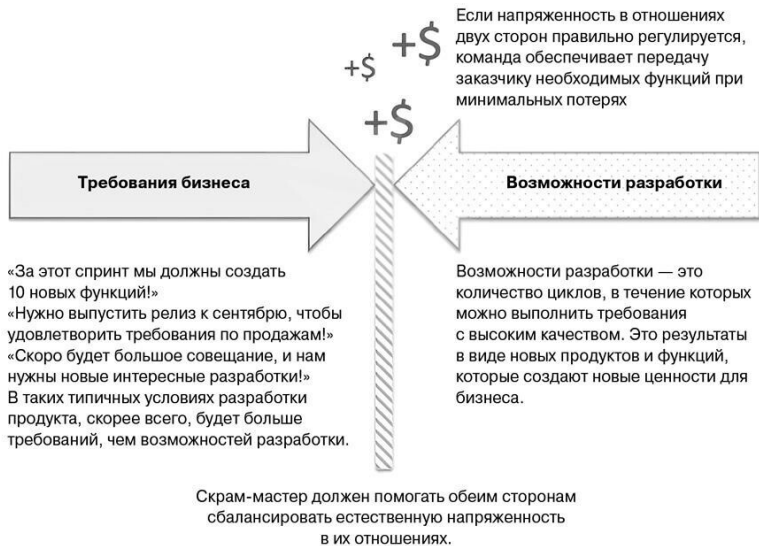 +$
+$
+$
Если напряженность в отношениях
двух сторон правильно регулируется,
команда обеспечивает передачу
заказчику необходимых функций при
минимальных потерях
Требования бизнеса
Возможности разработки
«За этот спринт мы должны создать
10 новых функций!»
«Нужно выпустить релиз к сентябрю, чтобы
удовлетворить требования по продажам!»
«Скоро будет большое совещание, и нам
нужны новые интересные разработки!»
В таких типичных условиях разработки
продукта, скорее всего, будет больше
требований, чем возможностей разработки.
Возможности разработки — это
количество циклов, в течение которых
можно выполнить требования
с высоким качеством. Это результаты
в виде новых продуктов и функций,
которые создают новые ценности для
бизнеса.
Скрам-мастер должен помогать обеим сторонам
сбалансировать естественную напряженность
в их отношениях.